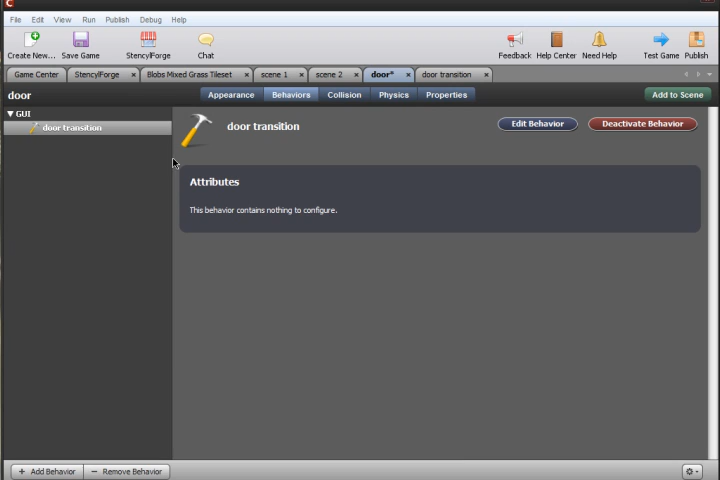 File Edit View Run Publish Debug Help
Create New... Save Game StencylForge Chat Feedback Help Center Need Help Test Game Publish
Game Center StencylForge Blobs Mixed Grass Tileset scene 1 scene 2 door* door transition
door Appearance Behaviors Collision Physics Properties Add to Scene
GUI
door transition
door transition Edit Behavior Deactivate Behavior
Attributes
This behavior contains nothing to configure.
+ Add Behavior − Remove Behavior